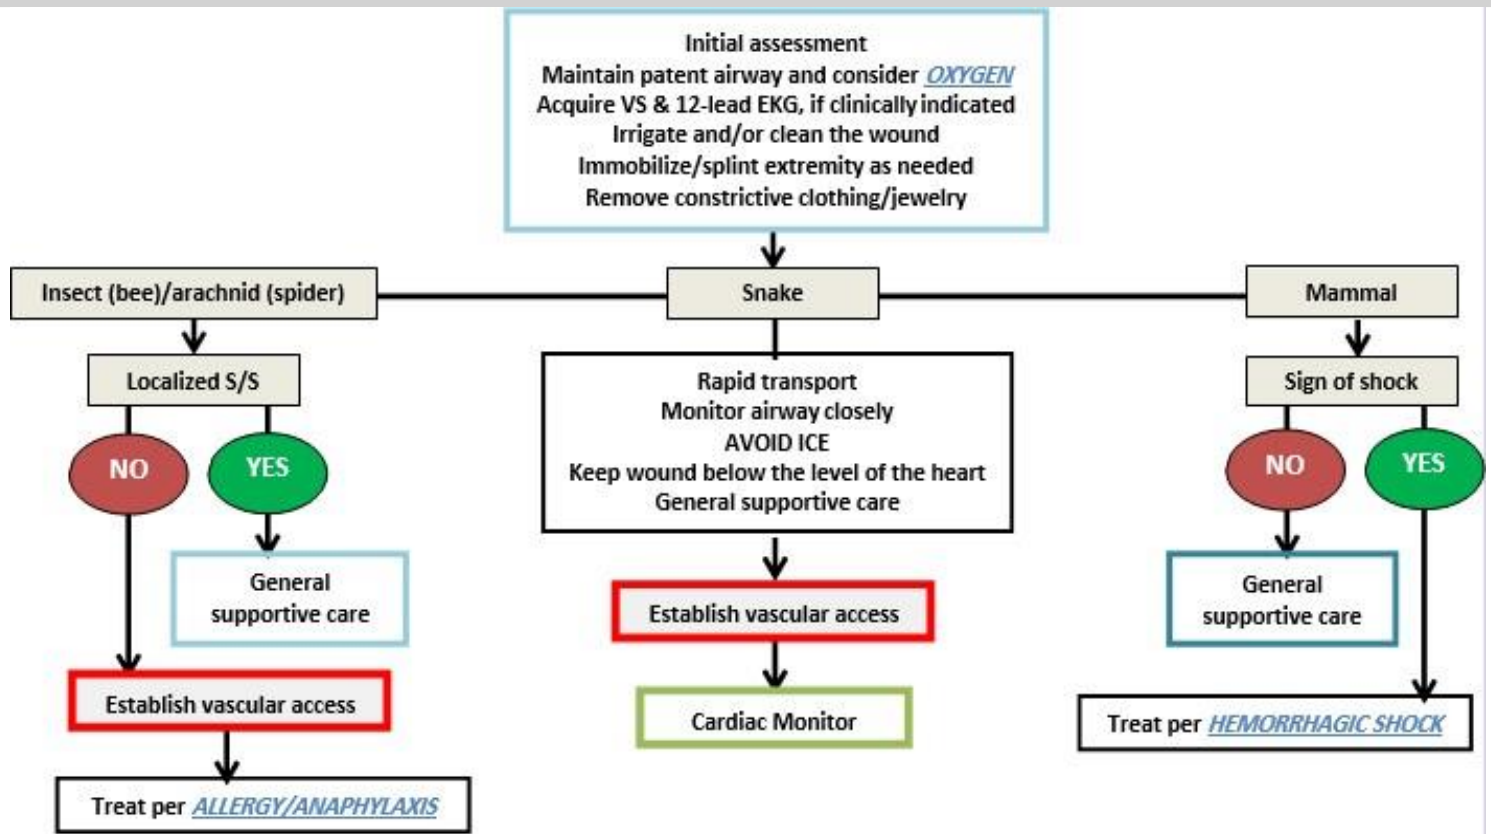 Initial assessment
Maintain patent airway and consider OXYGEN
Acquire VS & 12-lead EKG, if clinically indicated
Irrigate and/or clean the wound
Immobilize/splint extremity as needed
Remove constrictive clothing/jewelry
Insect (bee)/arachnid (spider)
Snake
Mammal
Localized S/S
NO
YES
General
supportive care
Establish vascular access
Treat per ALLERGY/ANAPHYLAXIS
Rapid transport
Monitor airway closely
AVOID ICE
Keep wound below the level of the heart
General supportive care
Establish vascular access
Cardiac Monitor
Sign of shock
NO
YES
General
supportive care
Treat per HEMORRHAGIC SHOCK